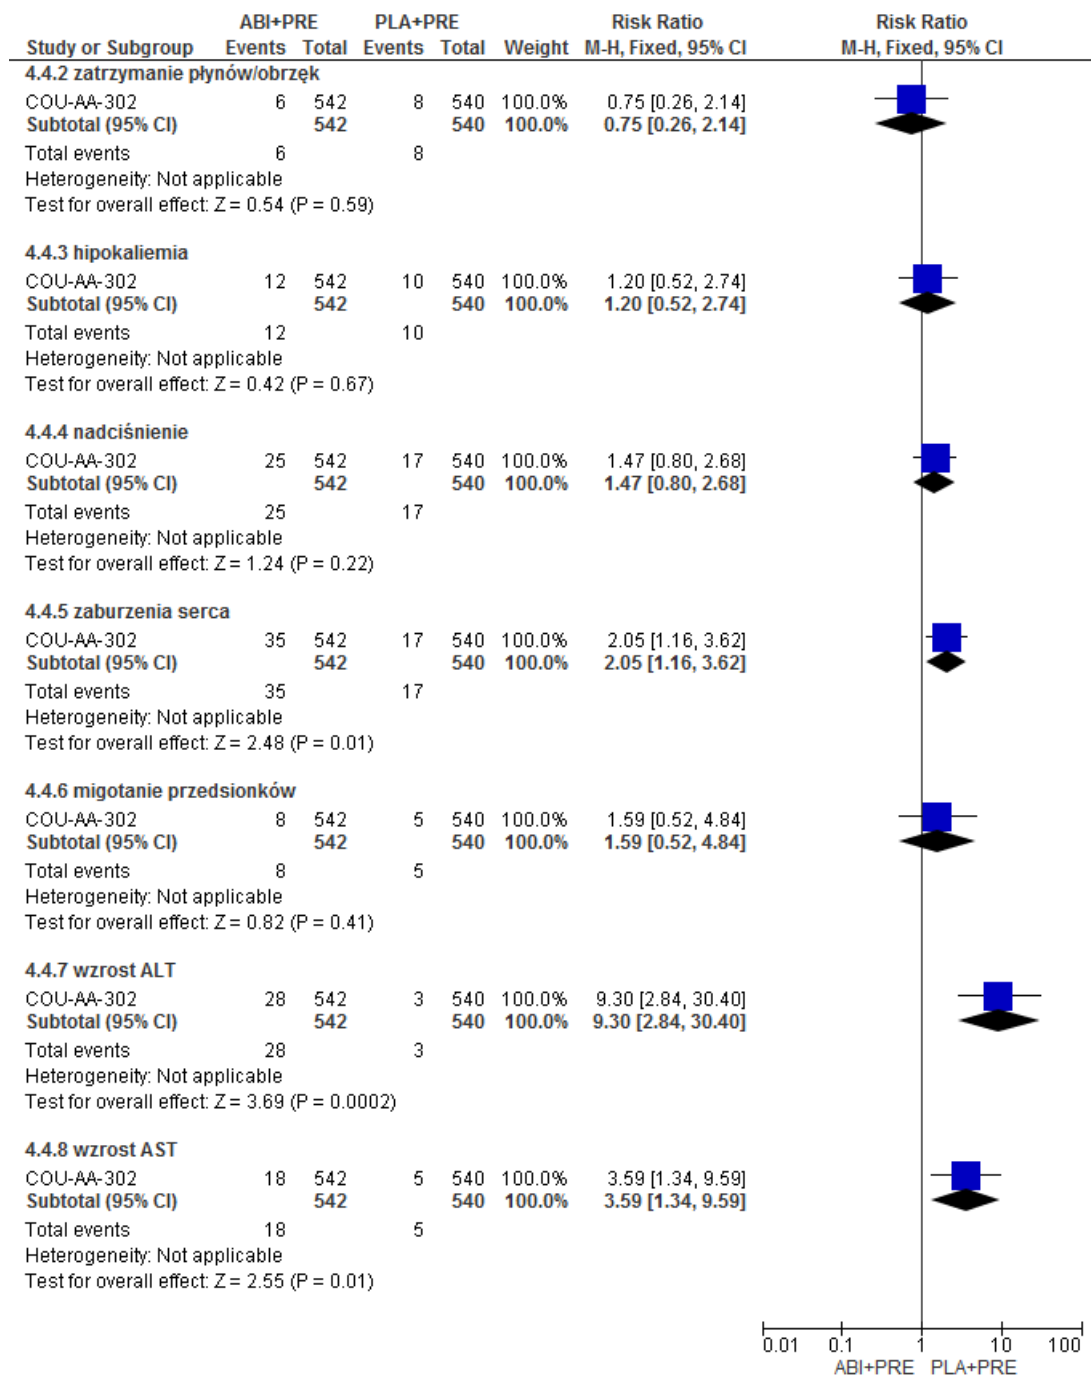 ABI+PRE PLA+PRE Risk Ratio Risk Ratio
Study or Subgroup Events Total Events Total Weight M-H, Fixed, 95% CI M-H, Fixed, 95% CI
4.4.2 zatrzymanie płynów/obrzęk
COU-AA-302 6 542 8 540 100.0% 0.75 [0.26, 2.14]
Subtotal (95% CI) 542 540 100.0% 0.75 [0.26, 2.14]
Total events 6 8
Heterogeneity: Not applicable
Test for overall effect: Z = 0.54 (P = 0.59)
4.4.3 hipokaliemia
COU-AA-302 12 542 10 540 100.0% 1.20 [0.52, 2.74]
Subtotal (95% CI) 542 540 100.0% 1.20 [0.52, 2.74]
Total events 12 10
Heterogeneity: Not applicable
Test for overall effect: Z = 0.42 (P = 0.67)
4.4.4 nadciśnienie
COU-AA-302 25 542 17 540 100.0% 1.47 [0.80, 2.68]
Subtotal (95% CI) 542 540 100.0% 1.47 [0.80, 2.68]
Total events 25 17
Heterogeneity: Not applicable
Test for overall effect: Z = 1.24 (P = 0.22)
4.4.5 zaburzenia serca
COU-AA-302 35 542 17 540 100.0% 2.05 [1.16, 3.62]
Subtotal (95% CI) 542 540 100.0% 2.05 [1.16, 3.62]
Total events 35 17
Heterogeneity: Not applicable
Test for overall effect: Z = 2.48 (P = 0.01)
4.4.6 migotanie przedsionków
COU-AA-302 8 542 5 540 100.0% 1.59 [0.52, 4.84]
Subtotal (95% CI) 542 540 100.0% 1.59 [0.52, 4.84]
Total events 8 5
Heterogeneity: Not applicable
Test for overall effect: Z = 0.82 (P = 0.41)
4.4.7 wzrost ALT
COU-AA-302 28 542 3 540 100.0% 9.30 [2.84, 30.40]
Subtotal (95% CI) 542 540 100.0% 9.30 [2.84, 30.40]
Total events 28 3
Heterogeneity: Not applicable
Test for overall effect: Z = 3.69 (P = 0.0002)
4.4.8 wzrost AST
COU-AA-302 18 542 5 540 100.0% 3.59 [1.34, 9.59]
Subtotal (95% CI) 542 540 100.0% 3.59 [1.34, 9.59]
Total events 18 5
Heterogeneity: Not applicable
Test for overall effect: Z = 2.55 (P = 0.01)
0.01 0.1 1 10 100
ABI+PRE PLA+PRE